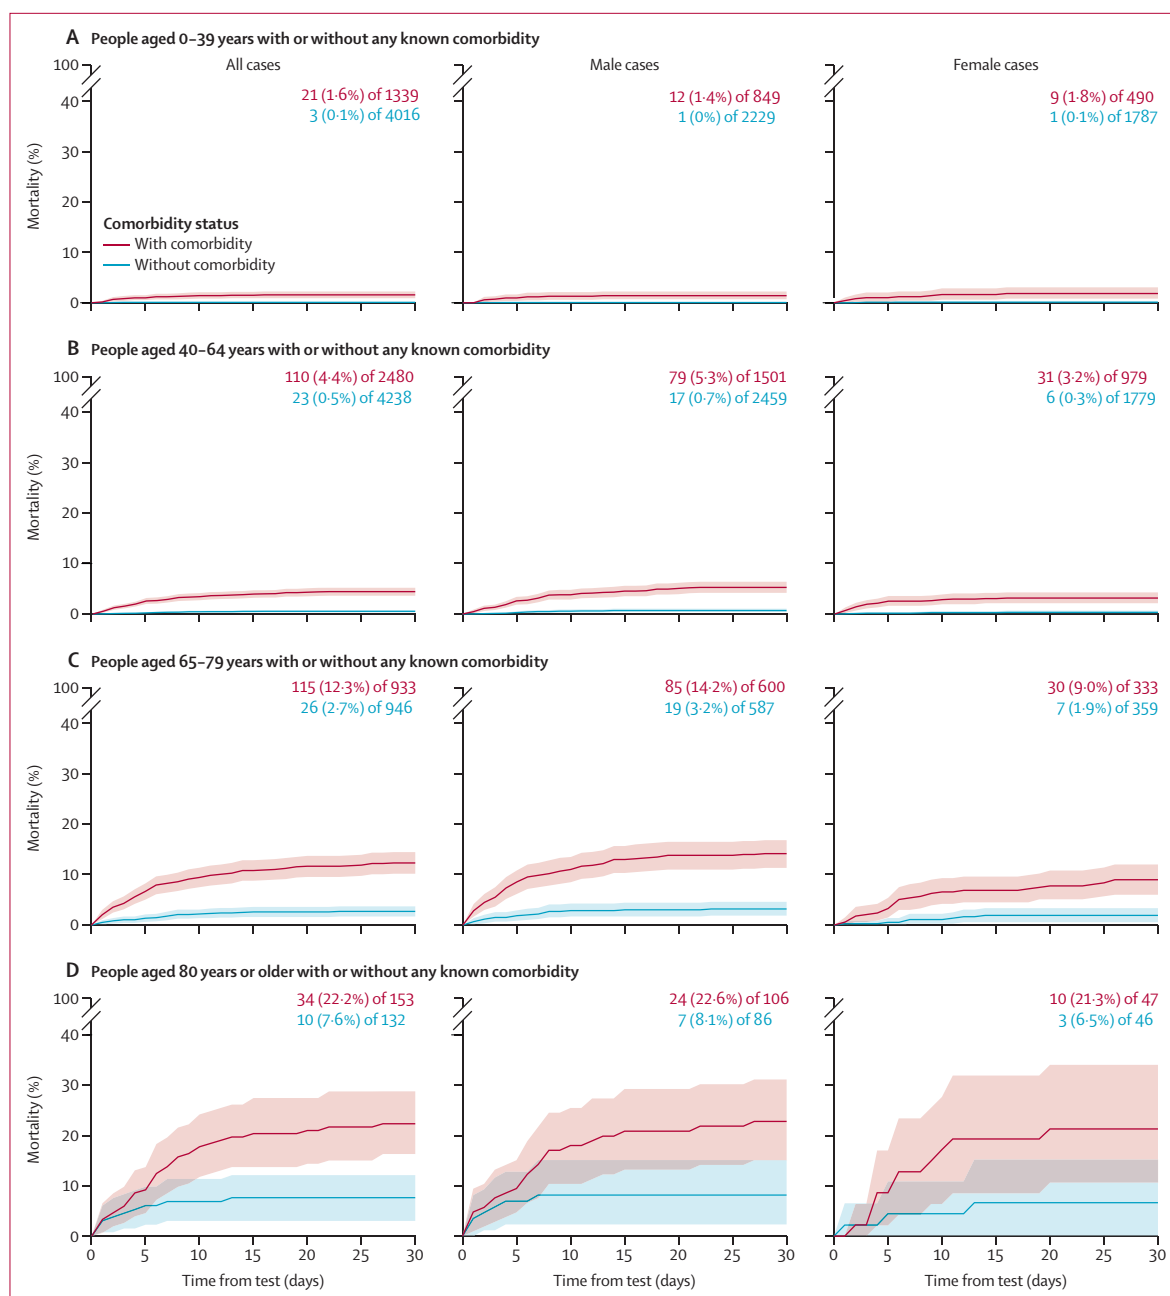 A People aged 0–39 years with or without any known comorbidity
All cases
Male cases
Female cases
100
40
30
20
10
0
Mortality (%)
21 (1·6%) of 1339
3 (0·1%) of 4016
12 (1·4%) of 849
1 (0%) of 2229
9 (1·8%) of 490
1 (0·1%) of 1787
Comorbidity status
With comorbidity
Without comorbidity
B People aged 40–64 years with or without any known comorbidity
100
40
30
20
10
0
Mortality (%)
110 (4·4%) of 2480
23 (0·5%) of 4238
79 (5·3%) of 1501
17 (0·7%) of 2459
31 (3·2%) of 979
6 (0·3%) of 1779
C People aged 65–79 years with or without any known comorbidity
100
40
30
20
10
0
Mortality (%)
115 (12·3%) of 933
26 (2·7%) of 946
85 (14·2%) of 600
19 (3·2%) of 587
30 (9·0%) of 333
7 (1·9%) of 359
D People aged 80 years or older with or without any known comorbidity
100
40
30
20
10
0
Mortality (%)
34 (22·2%) of 153
10 (7·6%) of 132
24 (22·6%) of 106
7 (8·1%) of 86
10 (21·3%) of 47
3 (6·5%) of 46
0 5 10 15 20 25 30
Time from test (days)
0 5 10 15 20 25 30
Time from test (days)
0 5 10 15 20 25 30
Time from test (days)